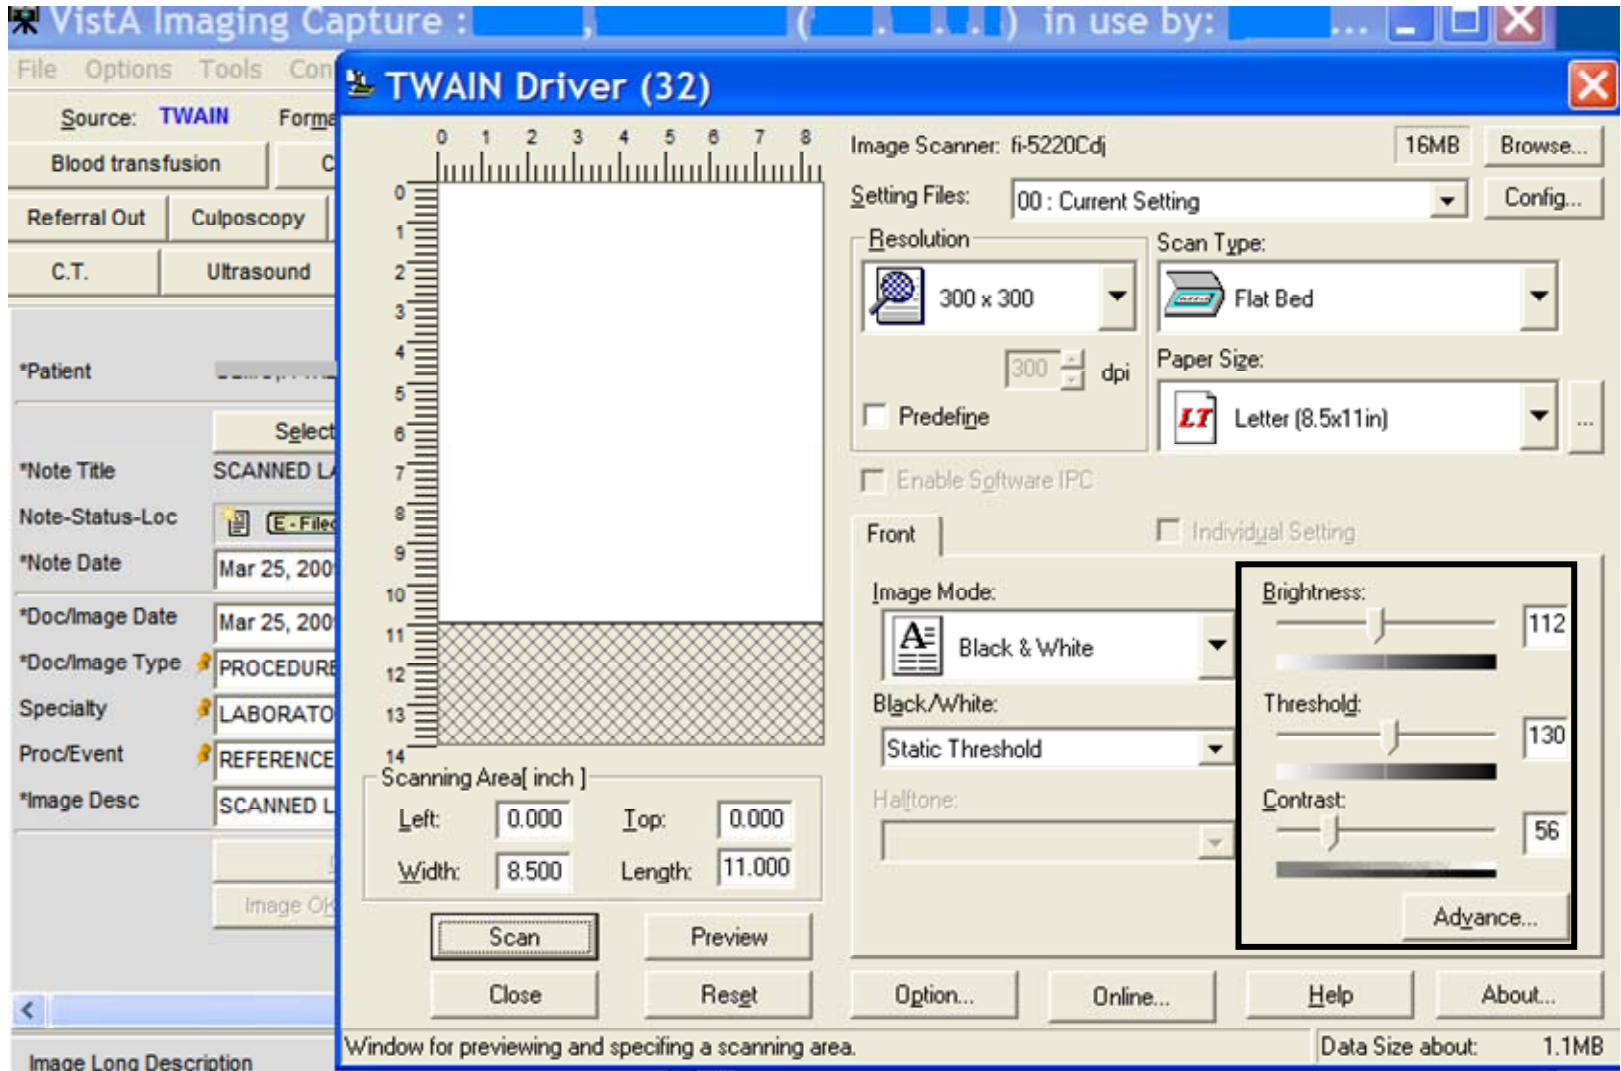 VistA Imaging Capture : , ( . . . ) in use by: ...
File Options Tools Con
Source: TWAIN Forma
Blood transfusion C
Referral Out Culposcopy
C.T. Ultrasound
*Patient
Select
*Note Title SCANNED LA
Note-Status-Loc E - Filed
*Note Date Mar 25, 200
*Doc/Image Date Mar 25, 200
*Doc/Image Type PROCEDURE
Specialty LABORATO
Proc/Event REFERENCE
*Image Desc SCANNED L
Image OK
Image Long Description
TWAIN Driver (32)
0 1 2 3 4 5 6 7 8
0
1
2
3
4
5
6
7
8
9
10
11
12
13
14
Scanning Area[ inch ]
Left: 0.000 Top: 0.000
Width: 8.500 Length: 11.000
Scan Preview
Close Reset
Image Scanner: fi-5220Cdj 16MB Browse...
Setting Files: 00 : Current Setting Config...
Resolution
300 x 300
300 dpi
Predefine
Scan Type:
Flat Bed
Paper Size:
LT Letter (8.5x11in) ...
Enable Software IPC
Front Individual Setting
Image Mode:
A Black & White
Black/White:
Static Threshold
Halftone:
Brightness:
112
Threshold:
130
Contrast:
56
Advance...
Option... Online... Help About...
Window for previewing and specifing a scanning area. Data Size about: 1.1MB